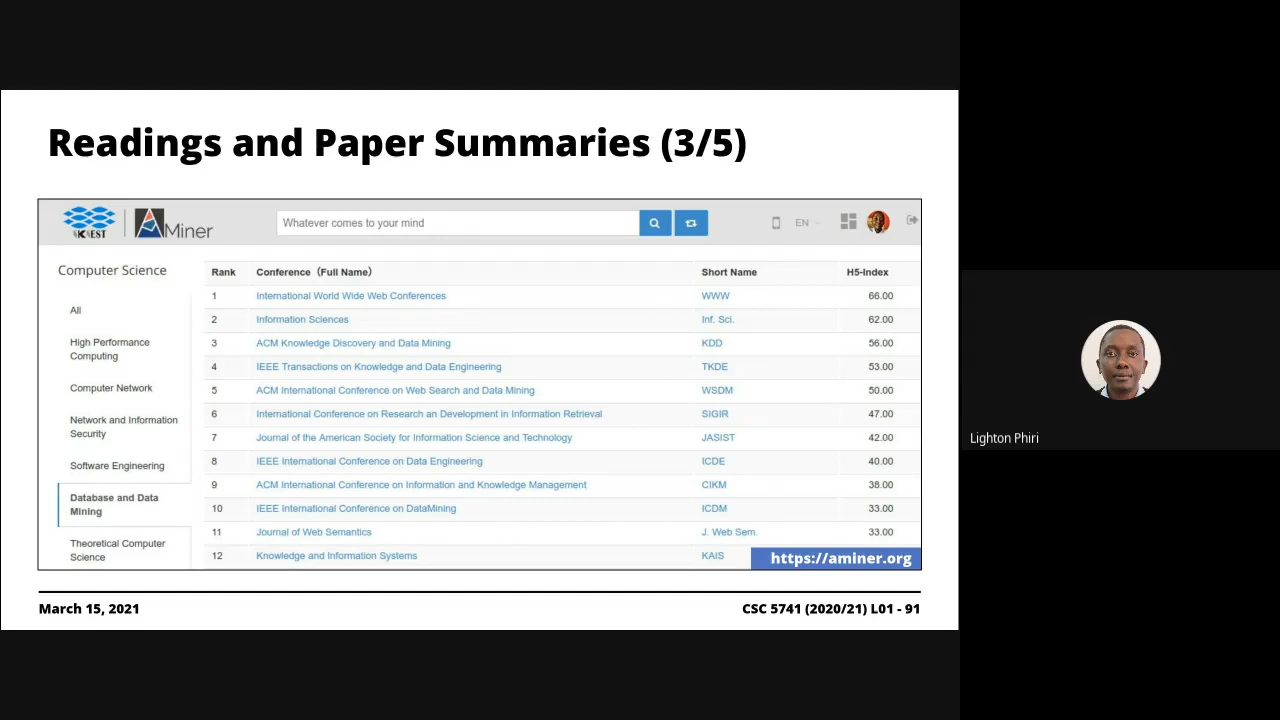 Readings and Paper Summaries (3/5)
KEST
AMiner
Whatever comes to your mind
EN
Computer Science
All
High Performance
Computing
Computer Network
Network and Information
Security
Software Engineering
Database and Data
Mining
Theoretical Computer
Science
Rank Conference (Full Name) Short Name H5-Index
1 International World Wide Web Conferences WWW 66.00
2 Information Sciences Inf. Sci. 62.00
3 ACM Knowledge Discovery and Data Mining KDD 56.00
4 IEEE Transactions on Knowledge and Data Engineering TKDE 53.00
5 ACM International Conference on Web Search and Data Mining WSDM 50.00
6 International Conference on Research an Development in Information Retrieval SIGIR 47.00
7 Journal of the American Society for Information Science and Technology JASIST 42.00
8 IEEE International Conference on Data Engineering ICDE 40.00
9 ACM International Conference on Information and Knowledge Management CIKM 38.00
10 IEEE International Conference on DataMining ICDM 33.00
11 Journal of Web Semantics J. Web Sem. 33.00
12 Knowledge and Information Systems KAIS
https://aminer.org
March 15, 2021
CSC 5741 (2020/21) L01 - 91
Lighton Phiri